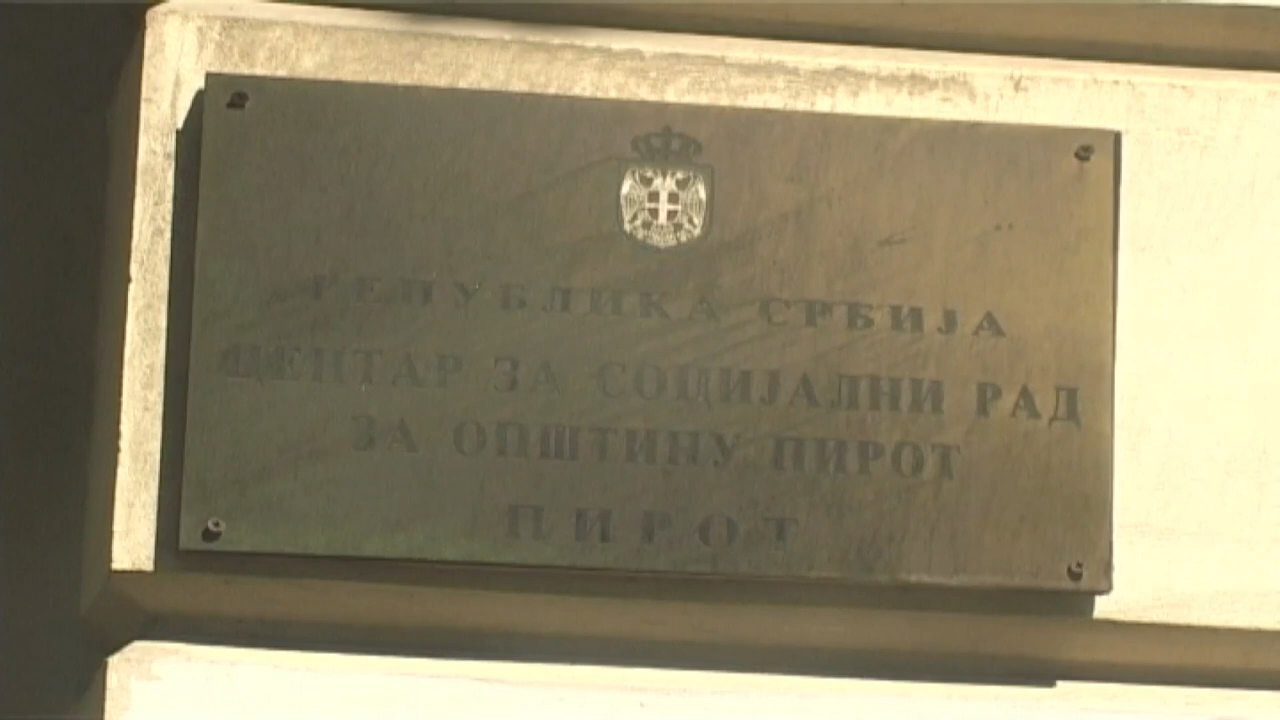 РЕПУБЛИКА СРБИЈА
ЦЕНТАР ЗА СОЦИЈАЛНИ РАД
ЗА ОПШТИНУ ПИРОТ
ПИРОТ